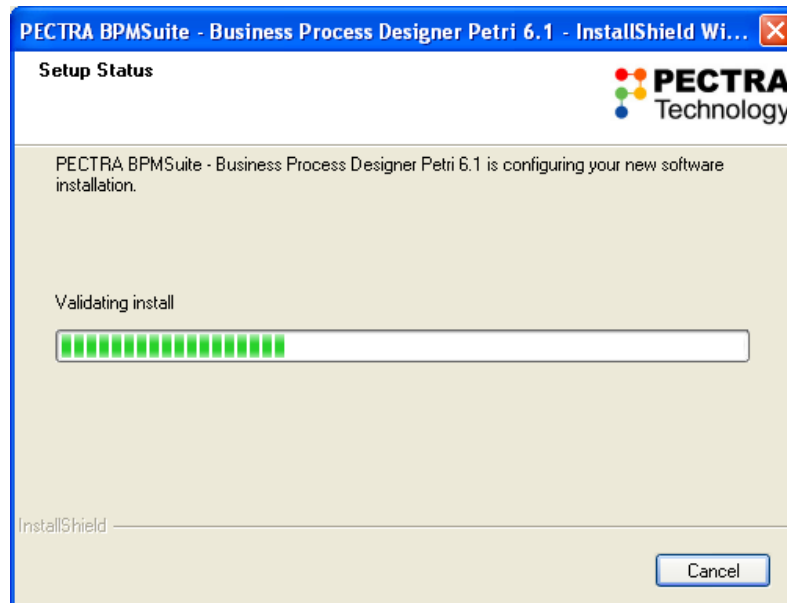 PECTRA BPMSuite - Business Process Designer Petri 6.1 - InstallShield Wi...
Setup Status
PECTRA
Technology
PECTRA BPMSuite - Business Process Designer Petri 6.1 is configuring your new software
installation.
Validating install
InstallShield
Cancel